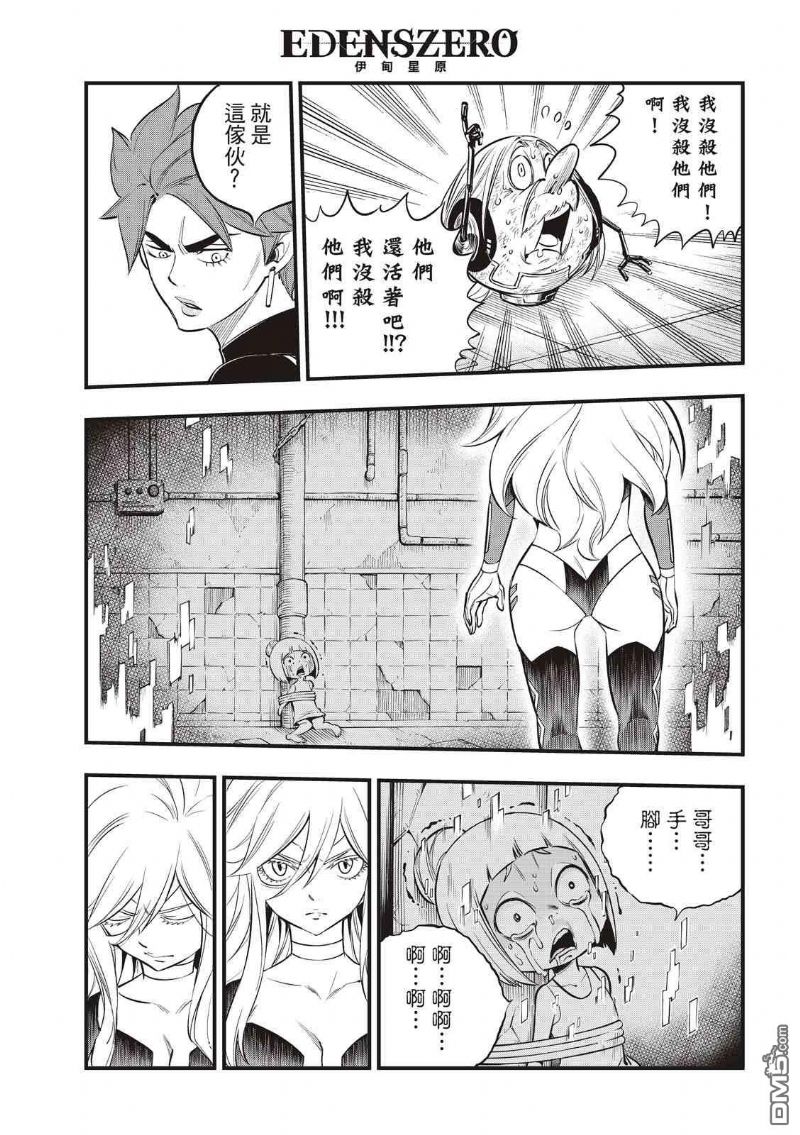 EDENSZERO
伊甸星原
我沒殺他們！
我沒殺他們
啊！
他們
還活著吧!!?
我沒殺
他們啊!!!
就是
這傢伙？
哥哥…
手…
腳……
啊…啊啊…
啊…啊…
DM5.com